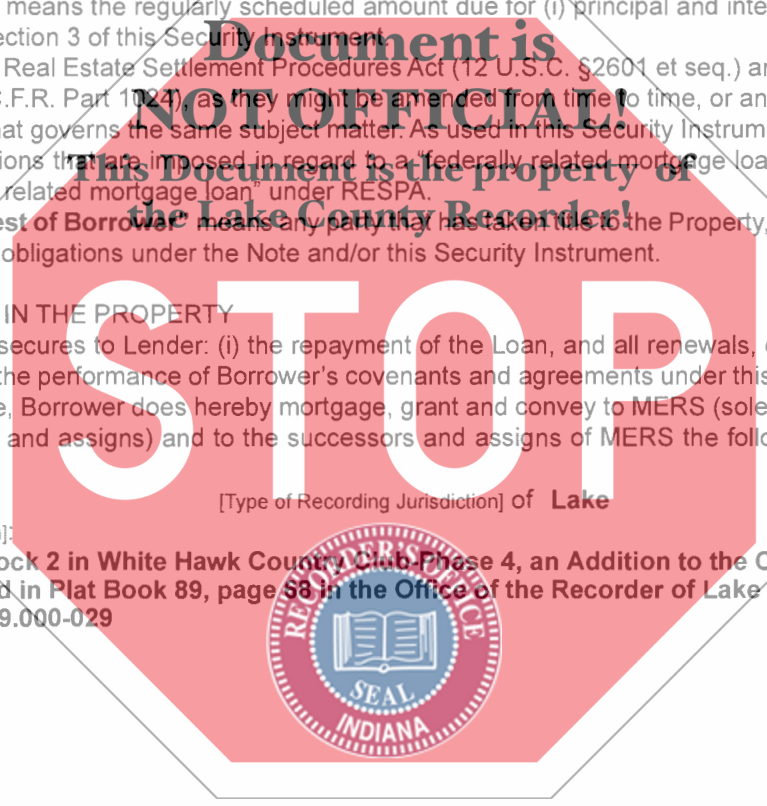 means the regularly scheduled amount due for (i) principal and inte
ection 3 of this Security Instrument.
Document is
Real Estate Settlement Procedures Act (12 U.S.C. §2601 et seq.) an
NOT OFFICIAL!
.F.R. Part 1024), as they might be amended from time to time, or an
hat governs the same subject matter. As used in this Security Instrum
This Document is the property of
ions that are imposed in regard to a "federally related mortgage loa
related mortgage loan" under RESPA.
the Lake County Recorder!
est of Borrower" means any party that has taken title to the Property,
obligations under the Note and/or this Security Instrument.
IN THE PROPERTY
STOP
secures to Lender: (i) the repayment of the Loan, and all renewals,
the performance of Borrower's covenants and agreements under this
e, Borrower does hereby mortgage, grant and convey to MERS (sole
and assigns) and to the successors and assigns of MERS the follo
[Type of Recording Jurisdiction] of Lake
]:
ock 2 in White Hawk Country Club-Phase 4, an Addition to the C
d in Plat Book 89, page 68 in the Office of the Recorder of Lake
9.000-029
RECORDER'S OFFICE
SEAL
INDIANA